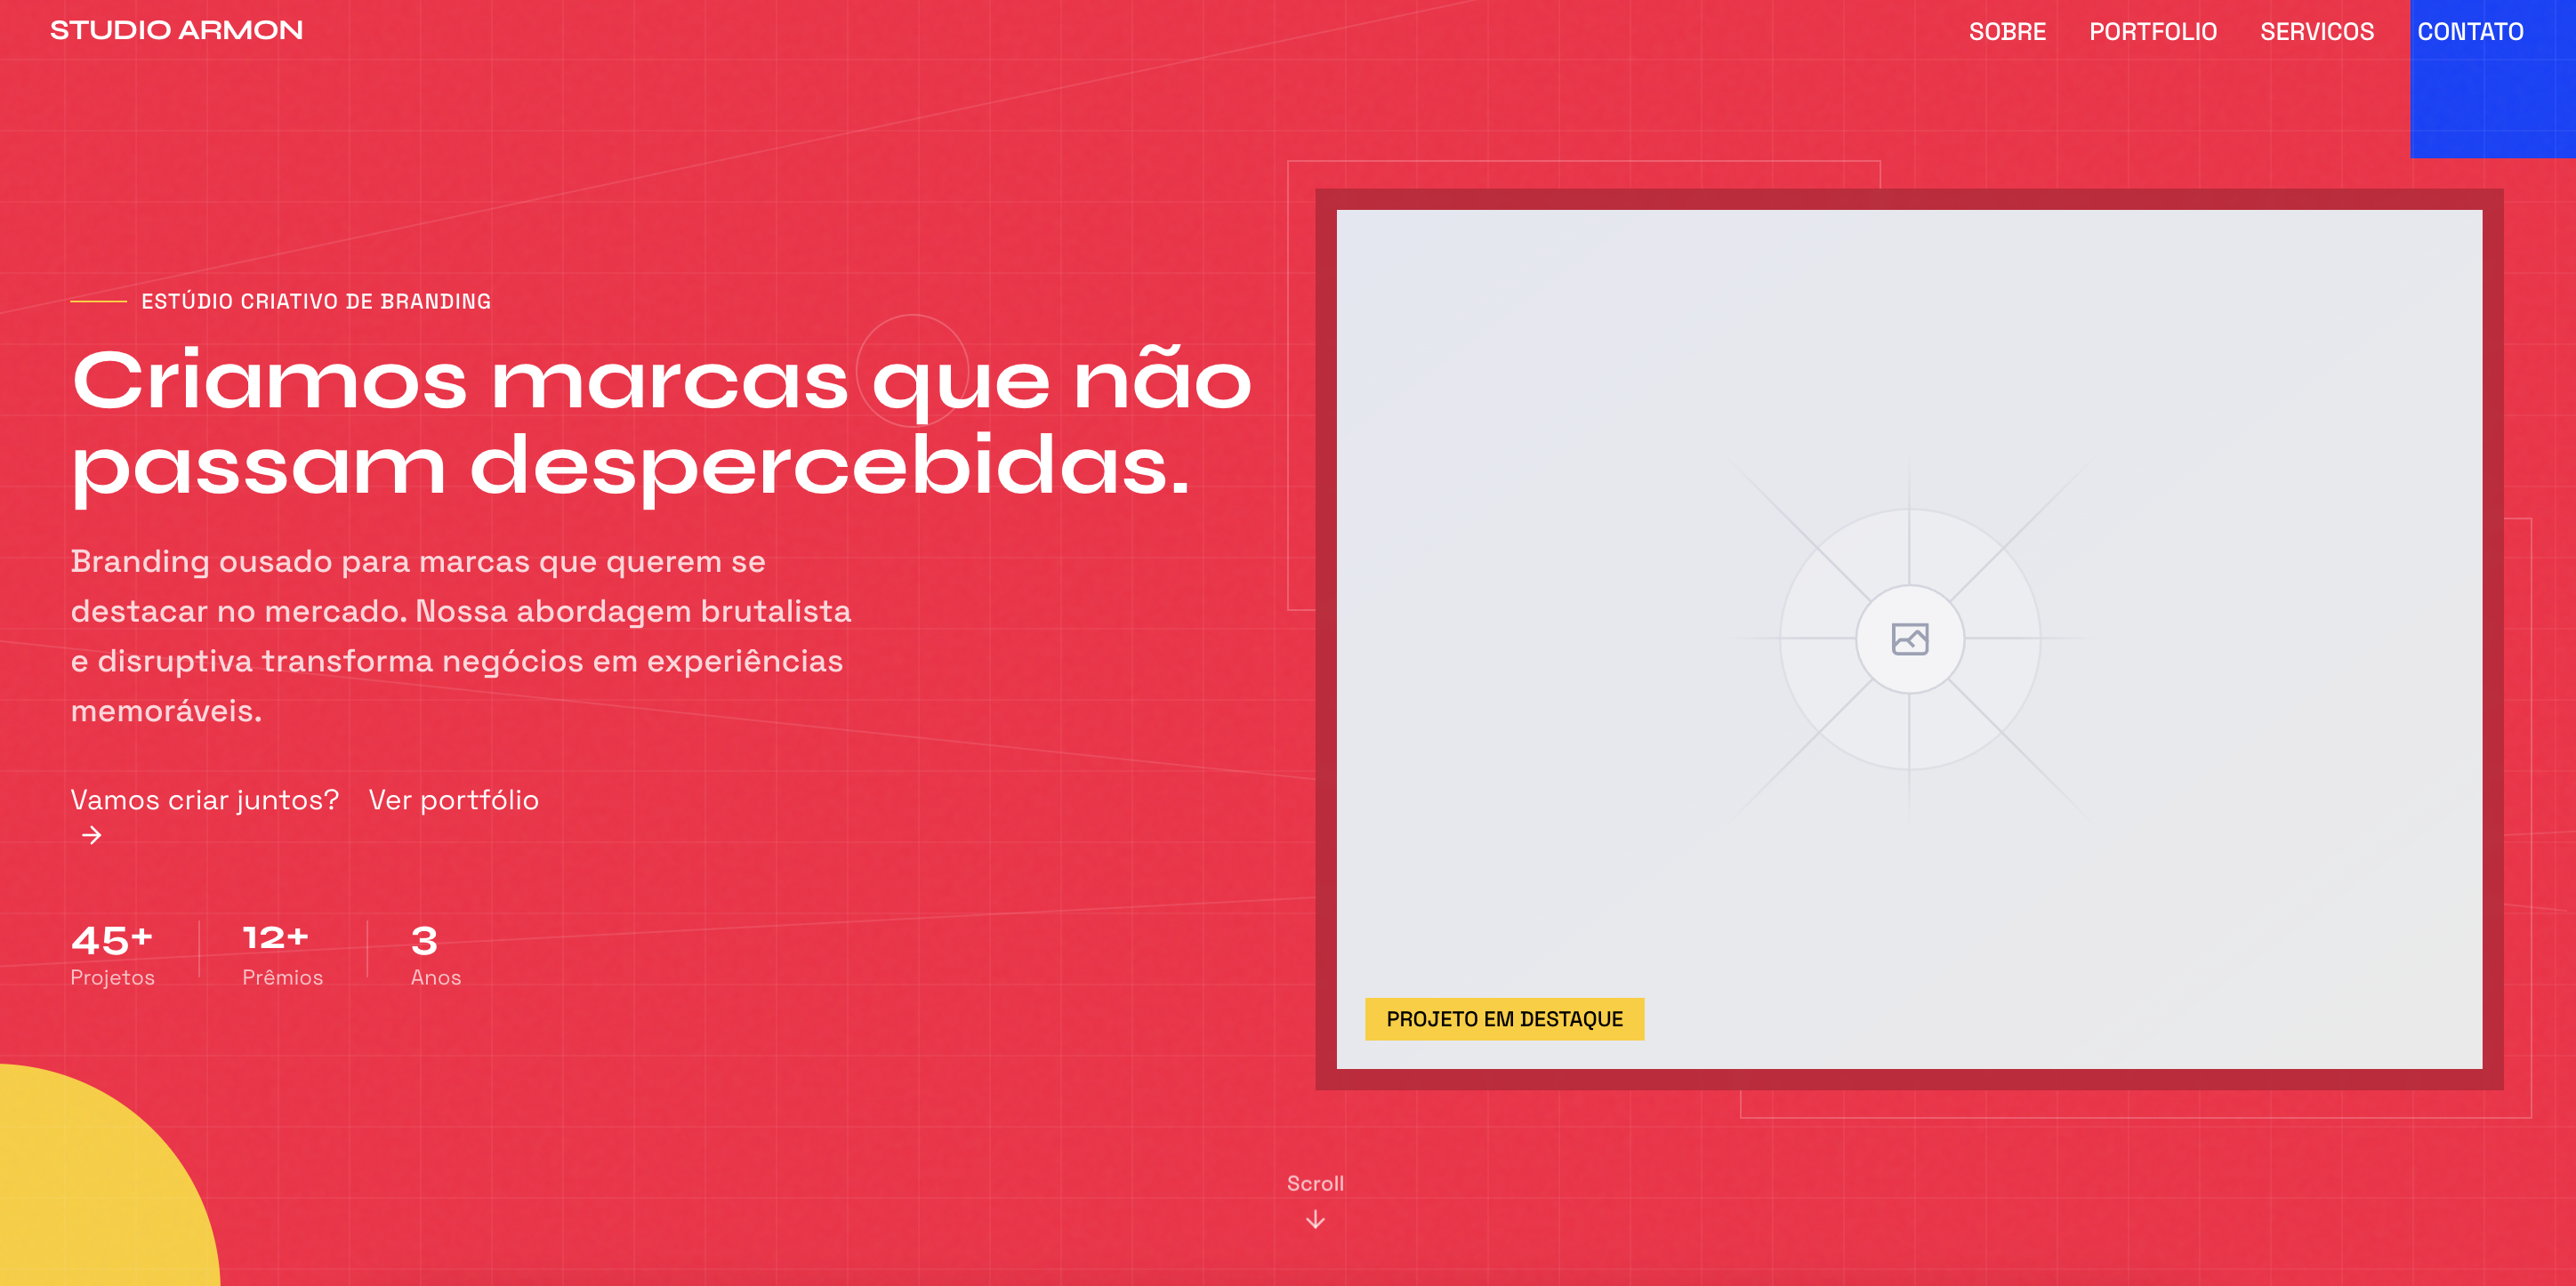 STUDIO ARMON
SOBRE PORTFOLIO SERVICOS CONTATO
ESTÚDIO CRIATIVO DE BRANDING
Criamos marcas que não
passam despercebidas.
Branding ousado para marcas que querem se
destacar no mercado. Nossa abordagem brutalista
e disruptiva transforma negócios em experiências
memoráveis.
Vamos criar juntos? Ver portfólio
→
45+ 12+ 3
Projetos Prêmios Anos
PROJETO EM DESTAQUE
Scroll
↓